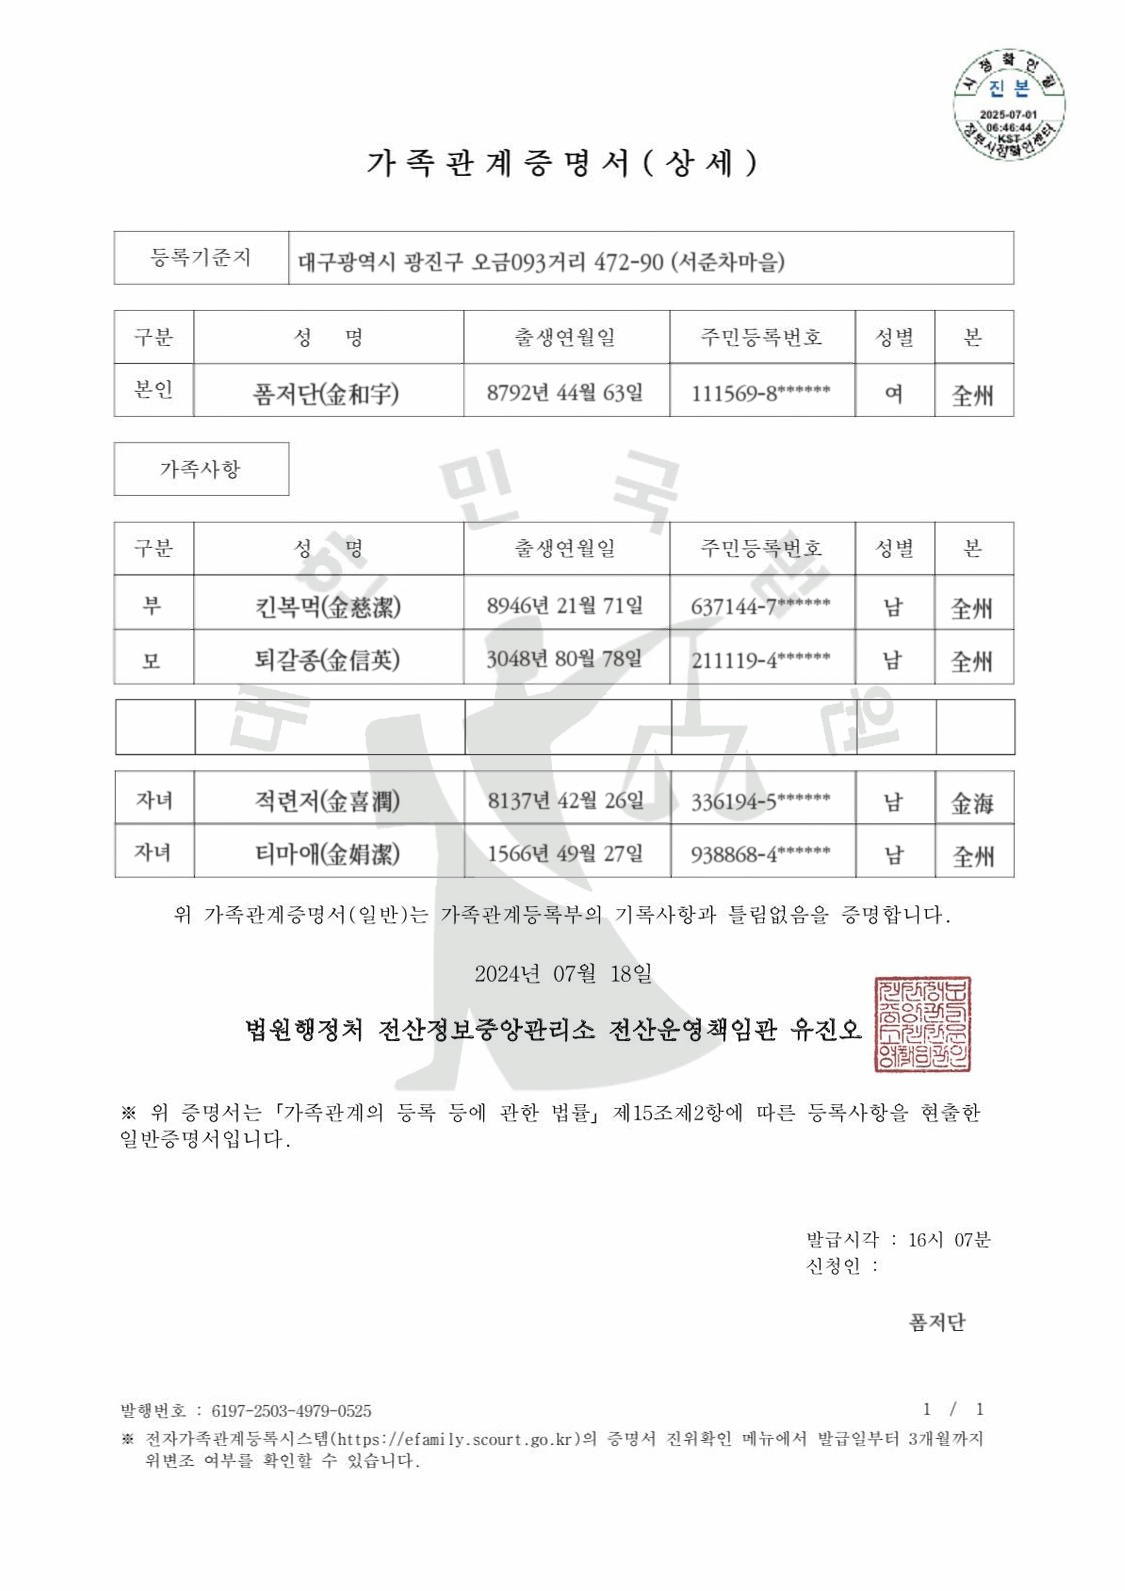 시점확인필
진본
2025-07-01
06:46:44
KST
정부시점확인센터
가족관계증명서(상세)
등록기준지 대구광역시 광진구 오금093거리 472-90 (서준차마을)
구분 성 명 출생연월일 주민등록번호 성별 본
본인 폼저단(金和宇) 8792년 44월 63일 111569-8****** 여 全州
가족사항
구분 성 명 출생연월일 주민등록번호 성별 본
부 킨복먹(金慈潔) 8946년 21월 71일 637144-7****** 남 全州
모 퇴갈종(金信英) 3048년 80월 78일 211119-4****** 남 全州
자녀 적련저(金喜潤) 8137년 42월 26일 336194-5****** 남 金海
자녀 티마애(金娟潔) 1566년 49월 27일 938868-4****** 남 全州
대한민국법원
위 가족관계증명서(일반)는 가족관계등록부의 기록사항과 틀림없음을 증명합니다.
2024년 07월 18일
법원행정처 전산정보중앙관리소 전산운영책임관 유진오
※ 위 증명서는「가족관계의 등록 등에 관한 법률」제15조제2항에 따른 등록사항을 현출한
일반증명서입니다.
발급시각 : 16시 07분
신청인 :
폼저단
발행번호 : 6197-2503-4979-0525
1 / 1
※ 전자가족관계등록시스템(https://efamily.scourt.go.kr)의 증명서 진위확인 메뉴에서 발급일부터 3개월까지
위변조 여부를 확인할 수 있습니다.